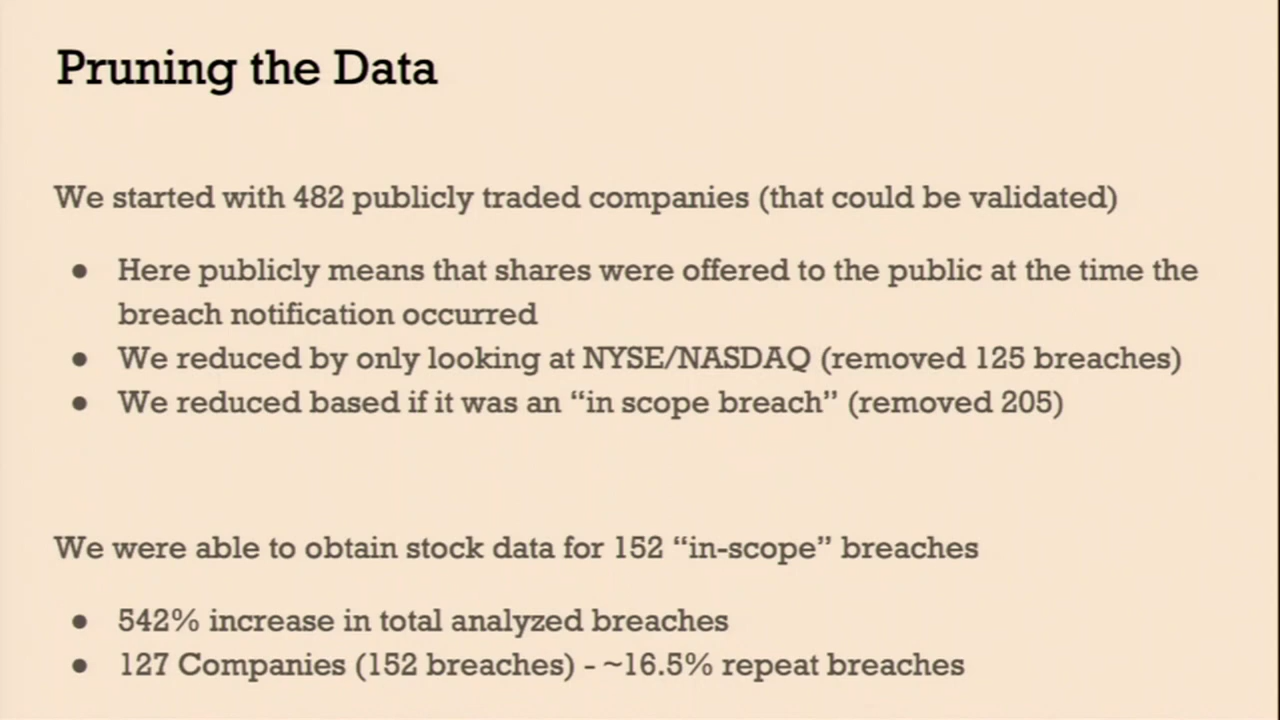 Pruning the Data
We started with 482 publicly traded companies (that could be validated)
● Here publicly means that shares were offered to the public at the time the
breach notification occurred
● We reduced by only looking at NYSE/NASDAQ (removed 125 breaches)
● We reduced based if it was an “in scope breach” (removed 205)
We were able to obtain stock data for 152 “in-scope” breaches
● 542% increase in total analyzed breaches
● 127 Companies (152 breaches) - ~16.5% repeat breaches